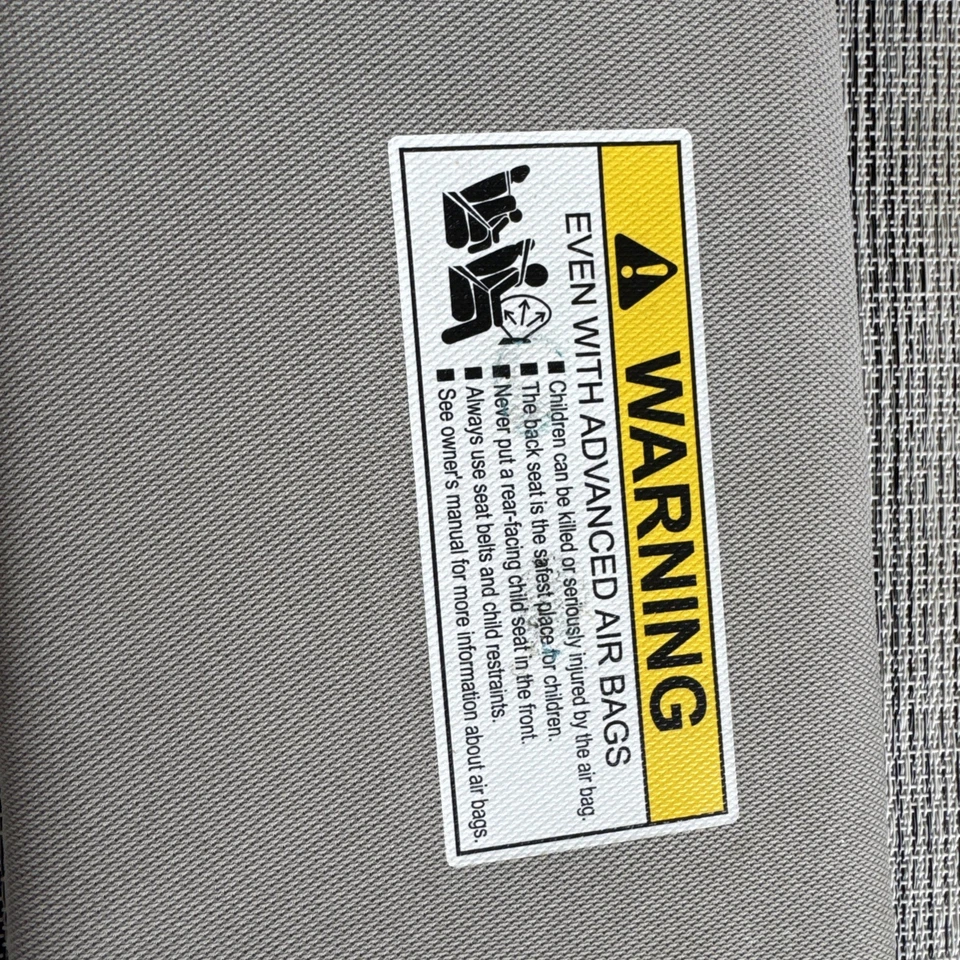 WARNING
EVEN WITH ADVANCED AIR BAGS
Children can be killed or seriously injured by the air bag.
The back seat is the safest place for children.
Never put a rear-facing child seat in the front.
Always use seat belts and child restraints.
See owner's manual for more information about air bags.